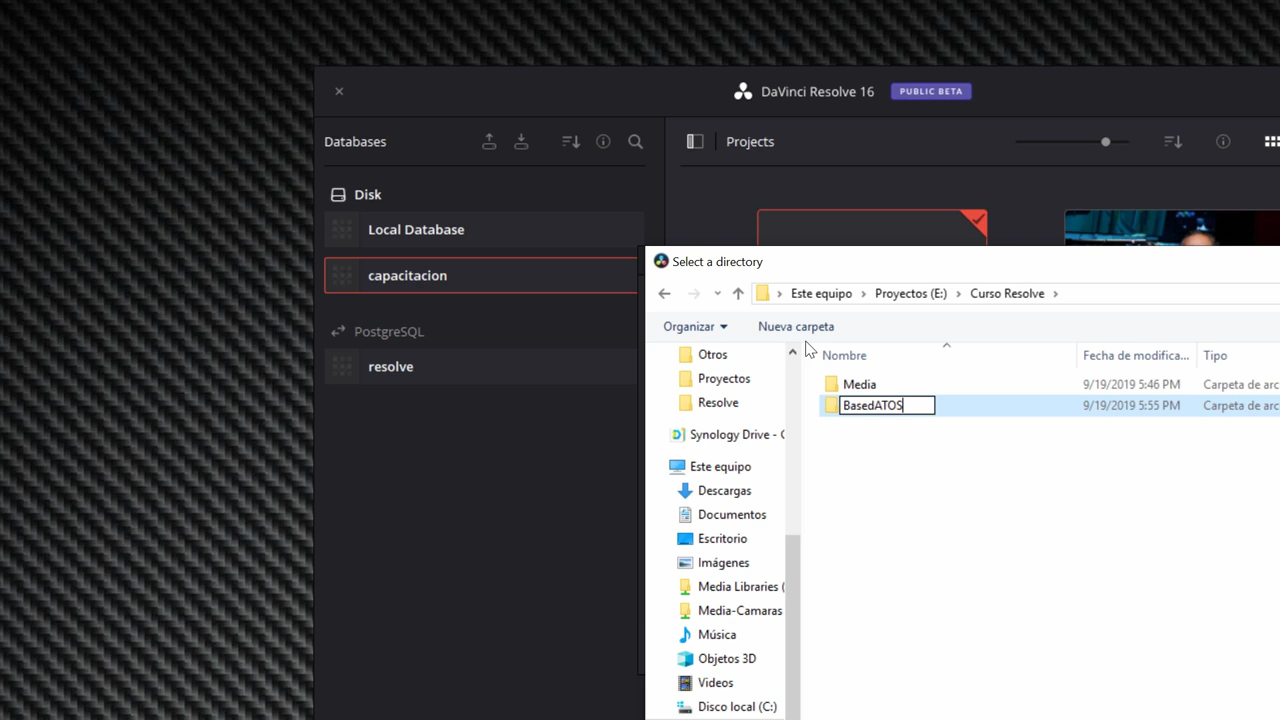 DaVinci Resolve 16 PUBLIC BETA
Databases
Projects
Disk
Local Database
capacitacion
PostgreSQL
resolve
Select a directory
Este equipo > Proyectos (E:) > Curso Resolve >
Organizar
Nueva carpeta
Nombre
Fecha de modifica...
Tipo
Media
9/19/2019 5:46 PM
Carpeta de arc
BasedATOS
9/19/2019 5:55 PM
Carpeta de arc
Otros
Proyectos
Resolve
Synology Drive - C
Este equipo
Descargas
Documentos
Escritorio
Imágenes
Media Libraries (
Media-Camaras
Música
Objetos 3D
Videos
Disco local (C:)